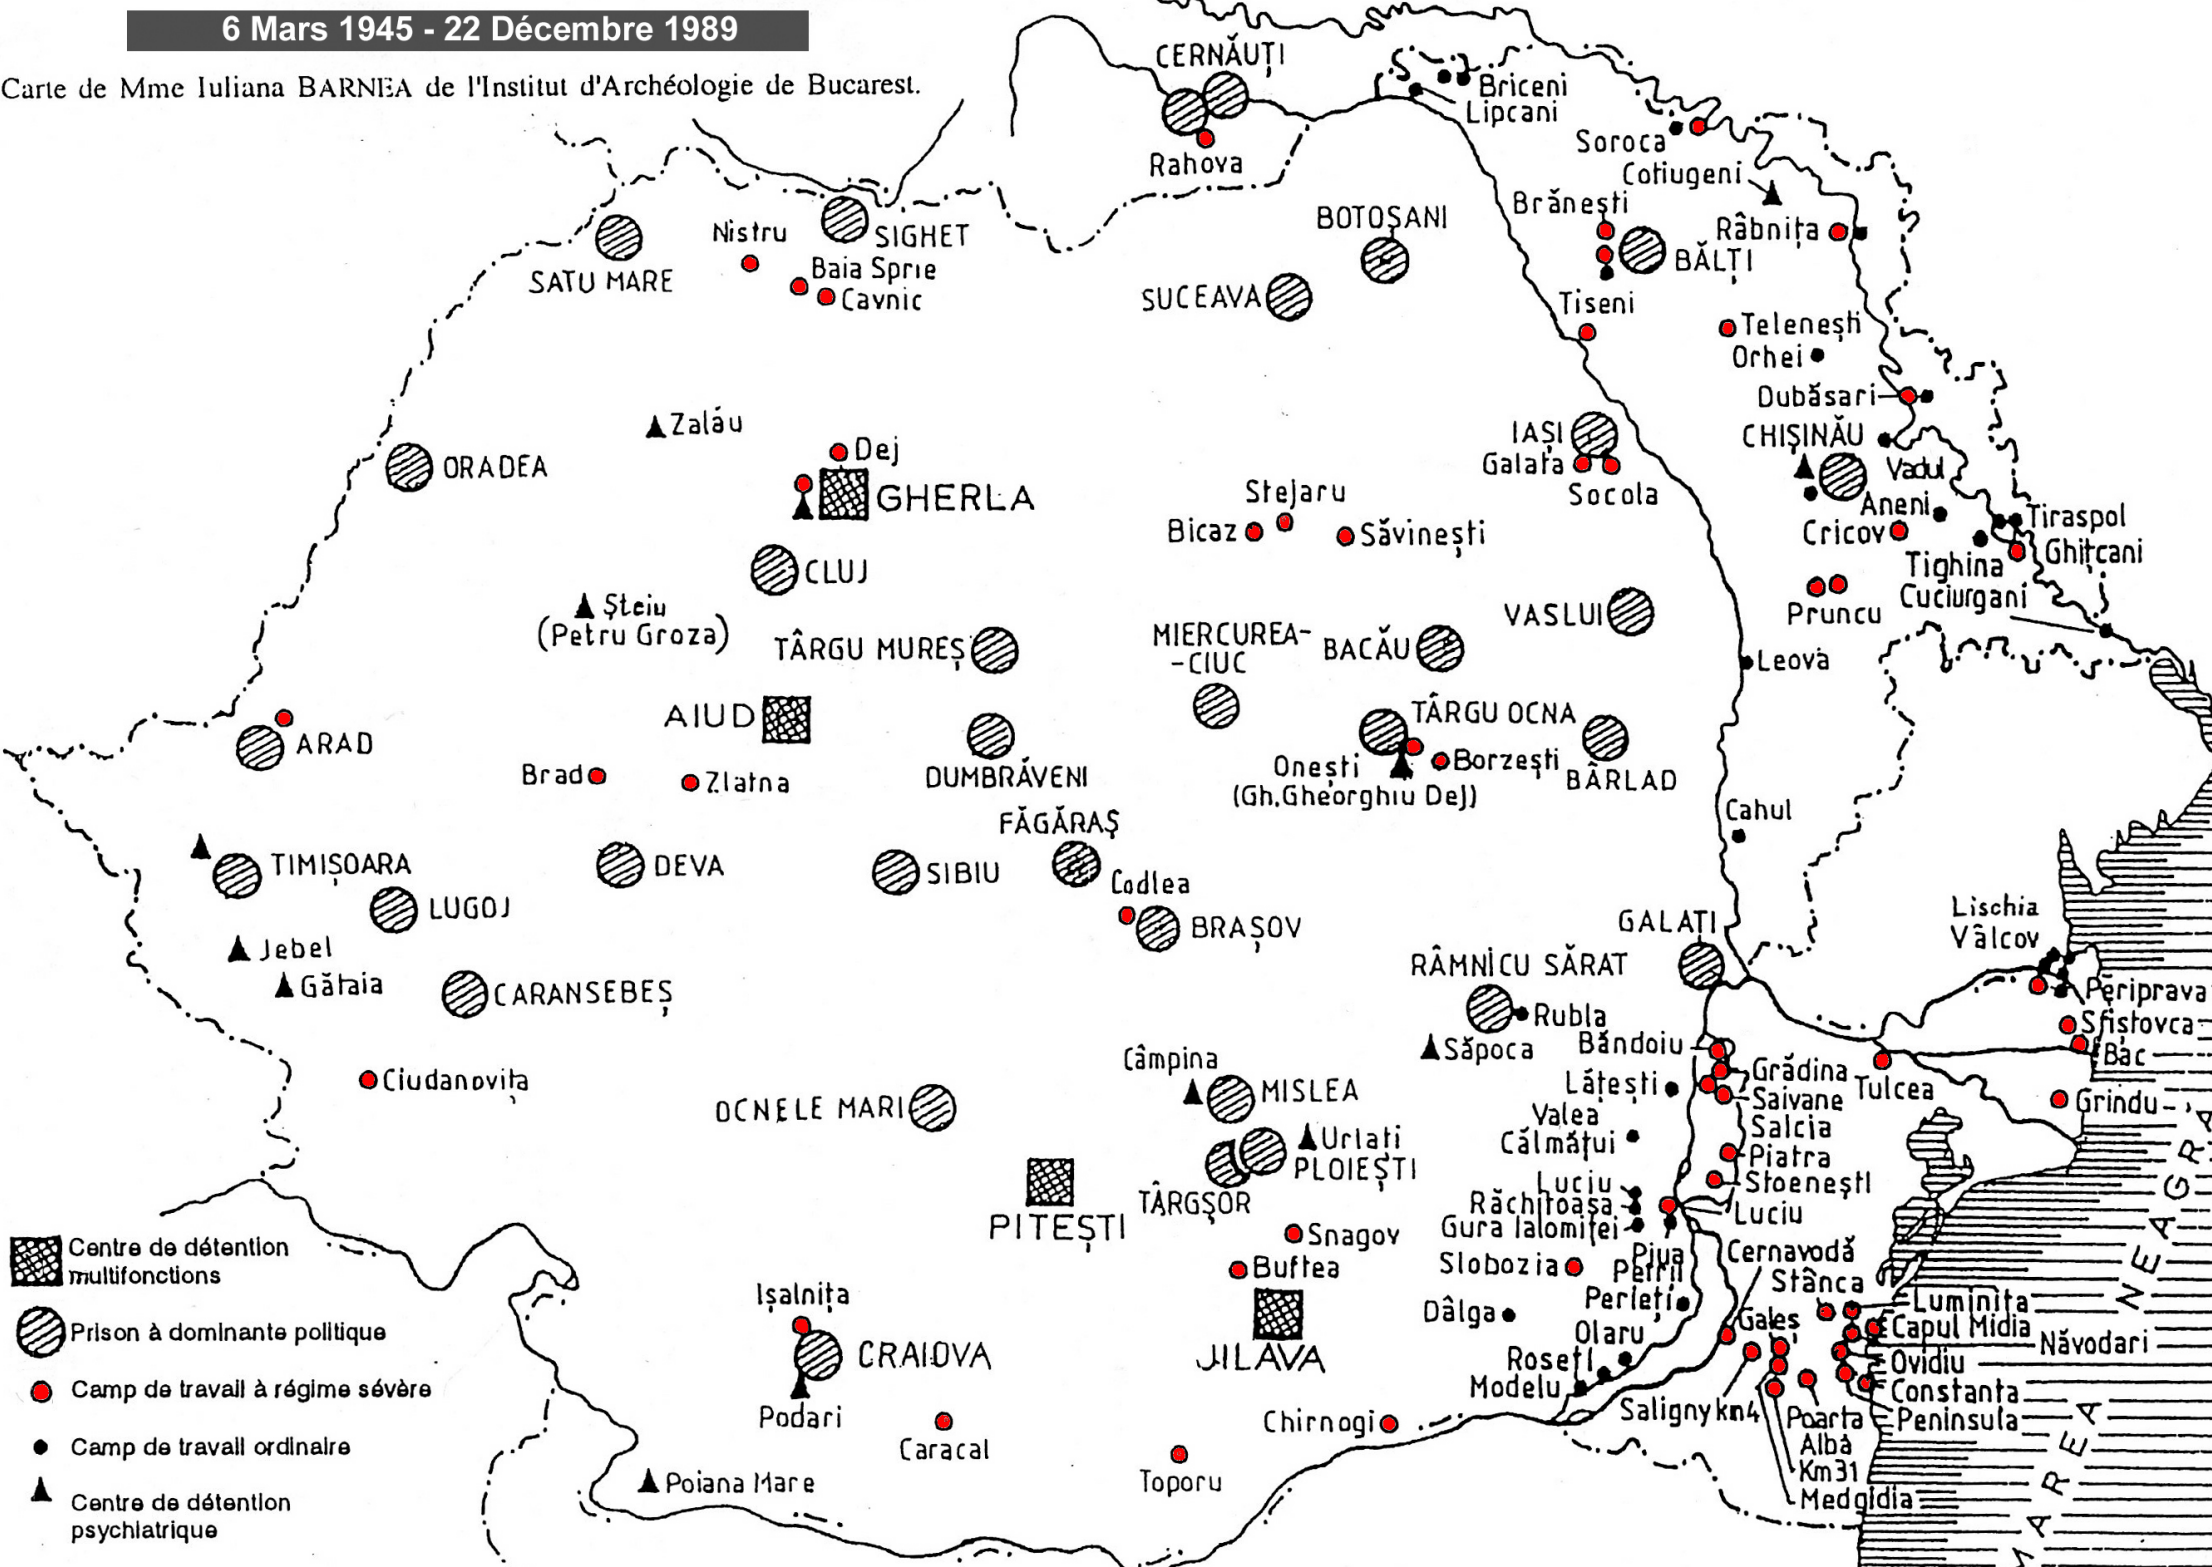 6 Mars 1945 - 22 Décembre 1989
Carte de Mme Iuliana BARNEA de l'Institut d'Archéologie de Bucarest.
CERNĂUȚI
Rahova
Briceni
Lipcani
Soroca
Cotiugeni
Brănești
Râbnița
BĂLȚI
Tiseni
Telenești
Orhei
Dubăsari
CHIȘINĂU
Vadul
Aneni
Cricov
Tiraspol
Ghițcani
Tighina
Cuciurgani
Pruncu
Leova
Cahul
SATU MARE
Nistru
SIGHET
Baia Sprie
Cavnic
BOTOȘANI
SUCEAVA
IAȘI
Galata
Socola
Zalău
ORADEA
Dej
GHERLA
CLUJ
Stejaru
Bicaz
Săvinești
Șteiu
(Petru Groza)
TÂRGU MUREȘ
MIERCUREA-
-CIUC
BACĂU
VASLUI
AIUD
ARAD
Brad
Zlatna
DUMBRĂVENI
TÂRGU OCNA
Onești
(Gh.Gheorghiu Dej)
Borzești
BÂRLAD
FĂGĂRAȘ
TIMIȘOARA
LUGOJ
DEVA
SIBIU
Codlea
BRAȘOV
Jebel
Gătaia
CARANSEBEȘ
GALAȚI
RÂMNICU SĂRAT
Rubla
Săpoca
Lischia
Vâlcov
Periprava
Sfistovca
Bac
Tulcea
Grindu
Ciudanovița
OCNELE MARI
Câmpina
MISLEA
Urlați
PLOIEȘTI
TÂRGȘOR
PITEȘTI
Băndoiu
Grădina
Lătești
Saivane
Valea
Călmățui
Salcia
Piatra
Stoenești
Luciu
Răchitoasa
Gura Ialomiței
Luciu
Snagov
Buftea
Slobozia
Piua
Petrii
Perieți
Cernavodă
Stânca
Luminița
Galeș
Capul Midia
Năvodari
Ovidiu
Constanta
Peninsula
Dâlga
Olaru
Roseti
Modelu
Saligny
km4
Poarta
Albă
Km31
Medgidia
Ișalnița
CRAIOVA
Podari
Caracal
JILAVA
Chirnogi
Toporu
Poiana Mare
MAREA NEAGRĂ
Centre de détention
multifonctions
Prison à dominante politique
Camp de travail à régime sévère
Camp de travail ordinaire
Centre de détention
psychiatrique